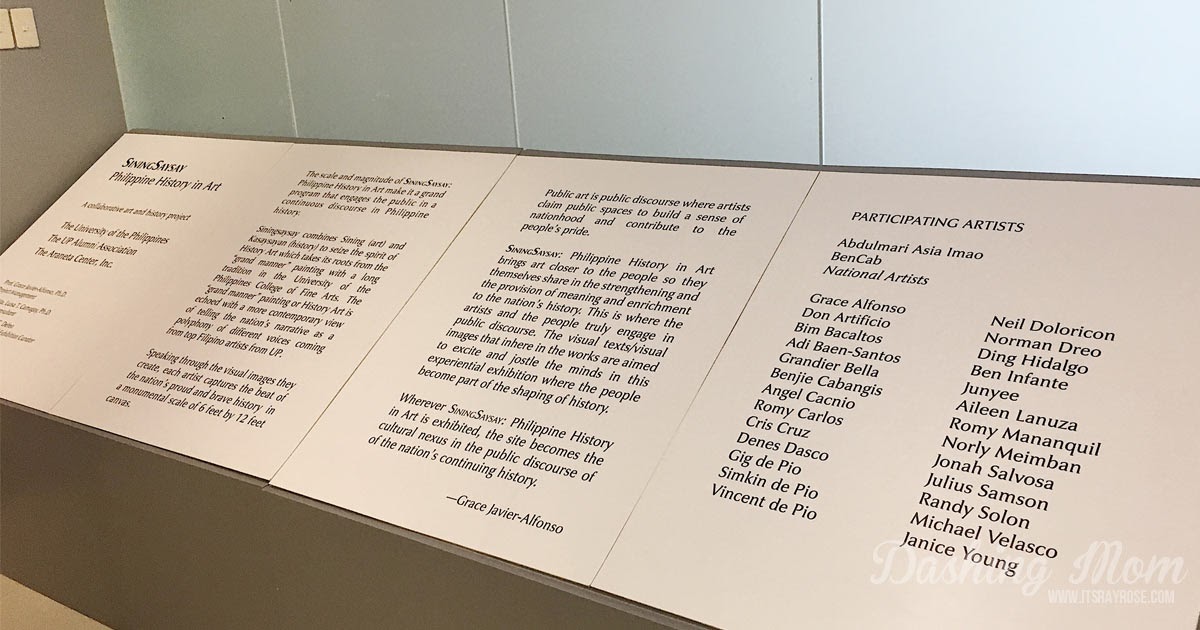 SININGSAYSAY
Philippine History in Art
A collaborative art and history project
The University of the Philippines
The UP Alumni Association
The Araneta Center, Inc.
Prof. Grace Javier-Alfonso, Ph.D.
The scale and magnitude of SININGSAYSAY:
Philippine History in Art make it a grand
program that engages the public in a
continuous discourse in Philippine
history.
Siningsaysay combines Sining (art) and
Kasaysayan (history) to seize the spirit of
History Art which takes its roots from the
"grand manner" painting with a long
tradition in the University of the
Philippines College of Fine Arts. The
"grand manner" painting or History Art is
echoed with a more contemporary view
of telling the nation's narrative as a
polyphony of different voices coming
from top Filipino artists from UP.
Speaking through the visual images they
create, each artist captures the beat of
the nation's proud and brave history in
a monumental scale of 6 feet by 12 feet
canvas.
Public art is public discourse where artists
claim public spaces to build a sense of
nationhood and contribute to the
people's pride.
SININGSAYSAY: Philippine History in Art
brings art closer to the people so they
themselves share in the strengthening and
the provision of meaning and enrichment
to the nation's history. This is where the
artists and the people truly engage in
public discourse. The visual texts/visual
images that inhere in the works are aimed
to excite and jostle the minds in this
experiential exhibition where the people
become part of the shaping of history.
Wherever SININGSAYSAY: Philippine History
in Art is exhibited, the site becomes the
cultural nexus in the public discourse of
of the nation's continuing history.
—Grace Javier-Alfonso
PARTICIPATING ARTISTS
Abdulmari Asia Imao
BenCab
National Artists
Grace Alfonso
Don Artificio
Bim Bacaltos
Adi Baen-Santos
Grandier Bella
Benjie Cabangis
Angel Cacnio
Romy Carlos
Cris Cruz
Denes Dasco
Gig de Pio
Simkin de Pio
Vincent de Pio
Neil Doloricon
Norman Dreo
Ding Hidalgo
Ben Infante
Junyee
Aileen Lanuza
Romy Mananquil
Norly Meimban
Jonah Salvosa
Julius Samson
Randy Solon
Michael Velasco
Janice Young
Dashing Mom
WWW.ITSRAYROSE.COM